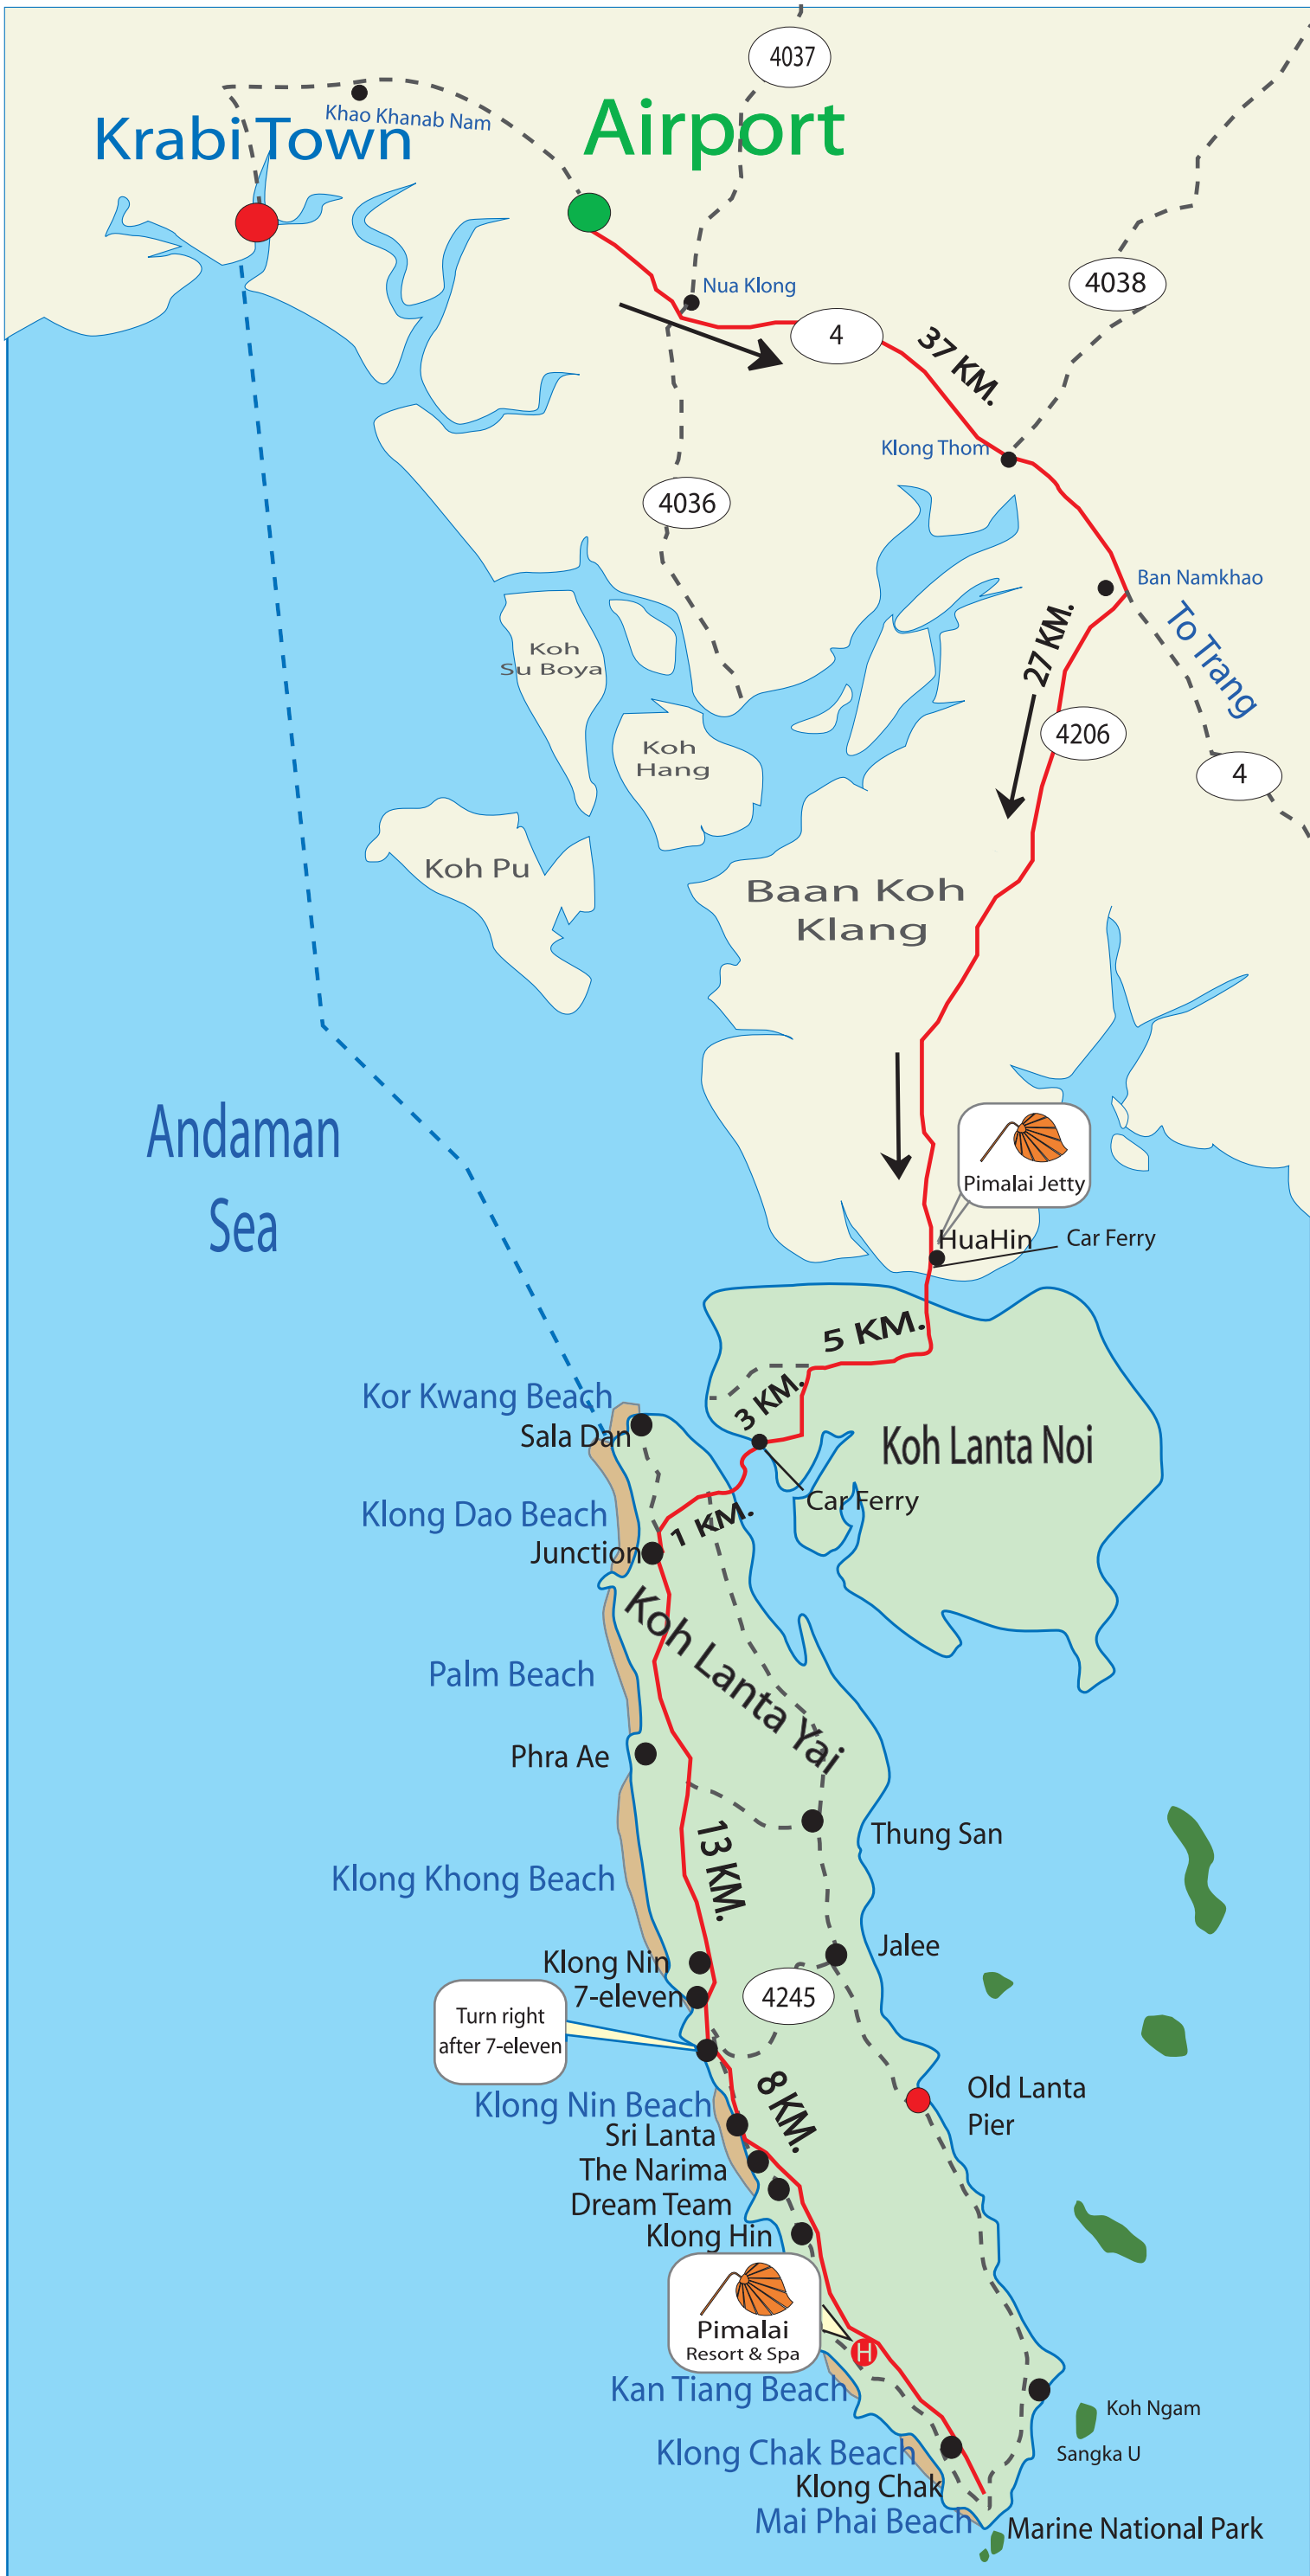 4037
Khao Khanab Nam
Krabi Town
Airport
4038
Nua Klong
4
37 KM.
Klong Thom
4036
Ban Namkhao
27 KM.
To Trang
Koh
Su Boya
4206
Koh
Hang
4
Koh Pu
Baan Koh
Klang
Andaman
Sea
Pimalai Jetty
HuaHin
Car Ferry
5 KM.
3 KM.
Kor Kwang Beach
Sala Dan
Koh Lanta Noi
Car Ferry
Klong Dao Beach
1 KM.
Junction
Koh Lanta Yai
Palm Beach
Phra Ae
Thung San
13 KM.
Klong Khong Beach
Jalee
Klong Nin
7-eleven
4245
Turn right
after 7-eleven
8 KM.
Old Lanta
Pier
Klong Nin Beach
Sri Lanta
The Narima
Dream Team
Klong Hin
Pimalai
Resort & Spa
H
Kan Tiang Beach
Koh Ngam
Klong Chak Beach
Sangka U
Klong Chak
Mai Phai Beach
Marine National Park